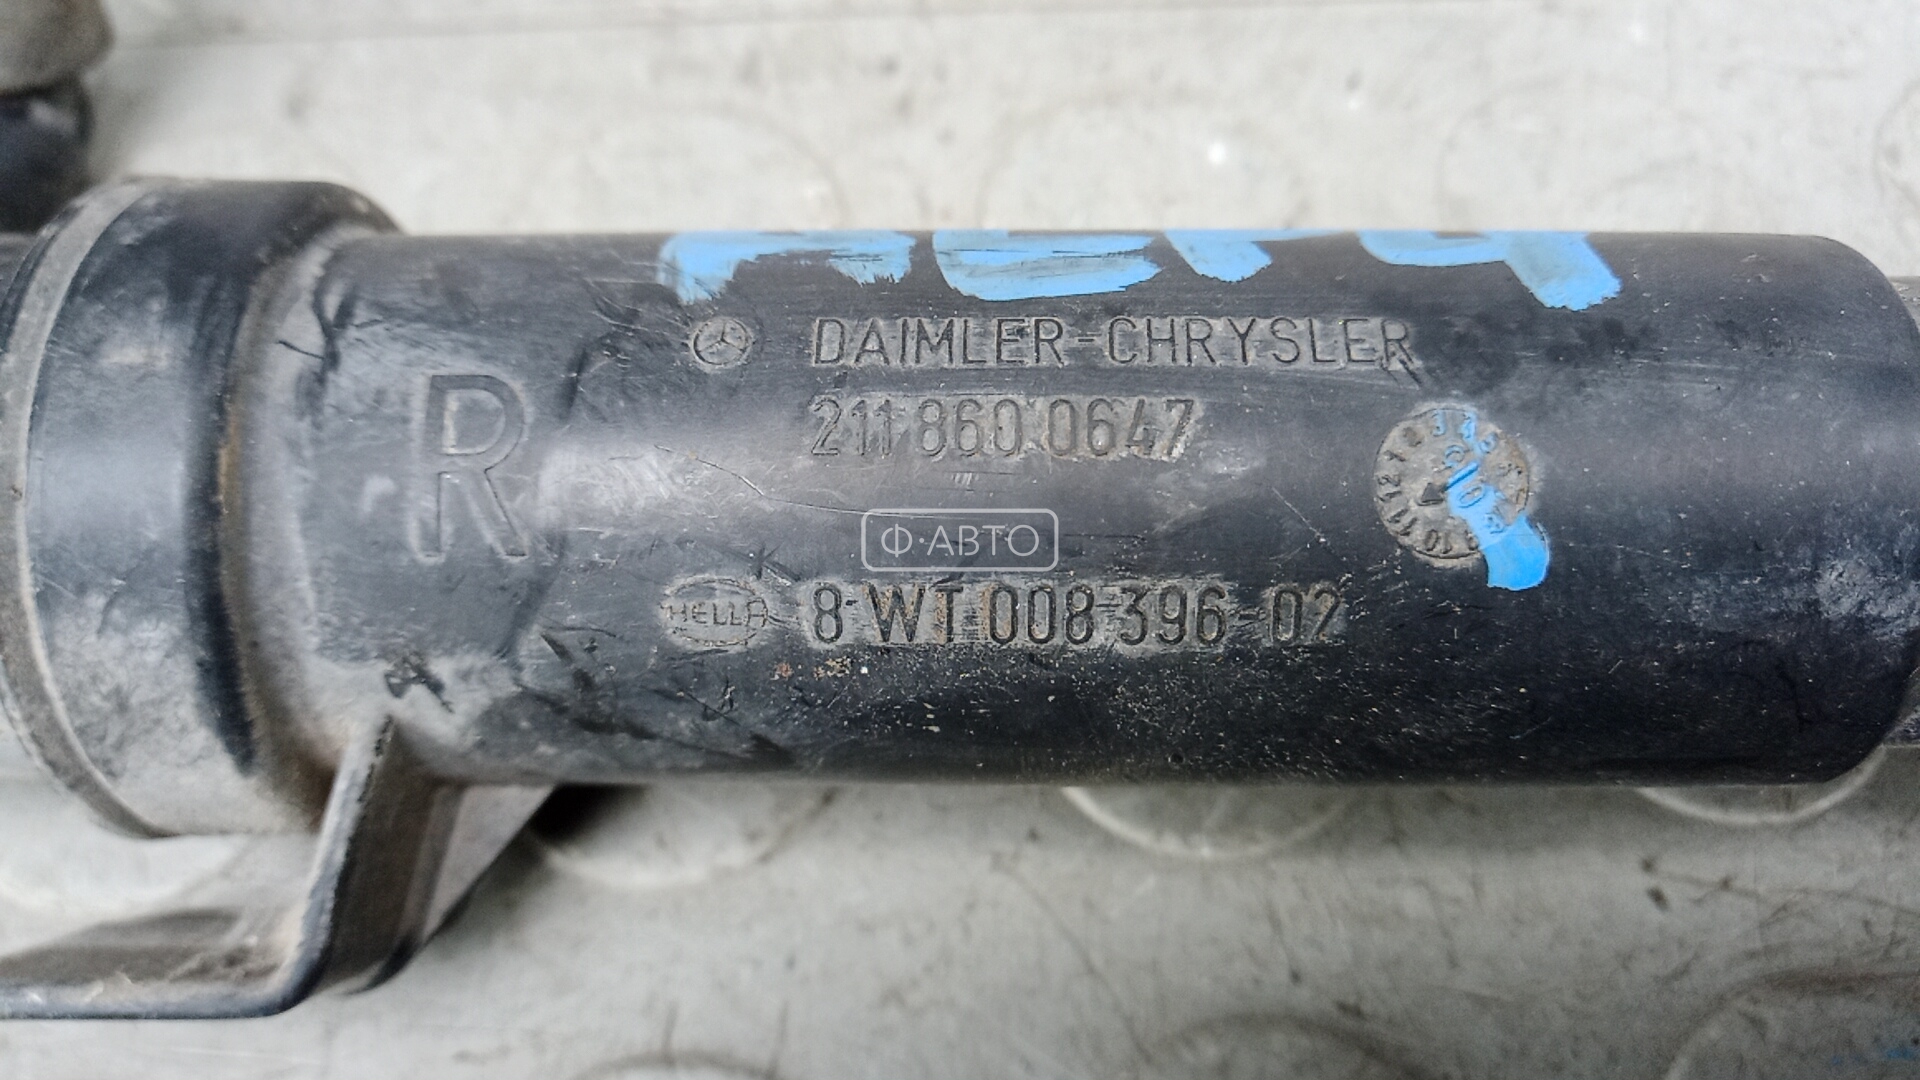 DAIMLER-CHRYSLER
R
211 860 0647
Ф·АВТО
HELLA 8-WT 008 396-02